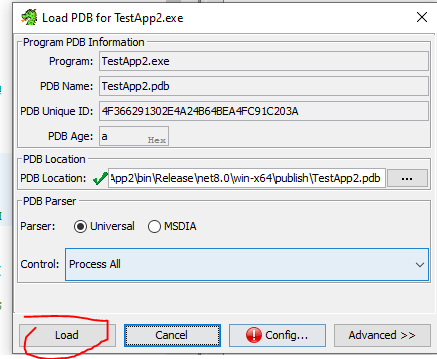 Load PDB for TestApp2.exe
Program PDB Information
Program: TestApp2.exe
PDB Name: TestApp2.pdb
PDB Unique ID: 4F366291302E4A24B64BEA4FC91C203A
PDB Age: a Hex
PDB Location
PDB Location: App2\bin\Release\net8.0\win-x64\publish\TestApp2.pdb ...
PDB Parser
Parser: Universal MSDIA
Control: Process All
Load Cancel Config... Advanced >>